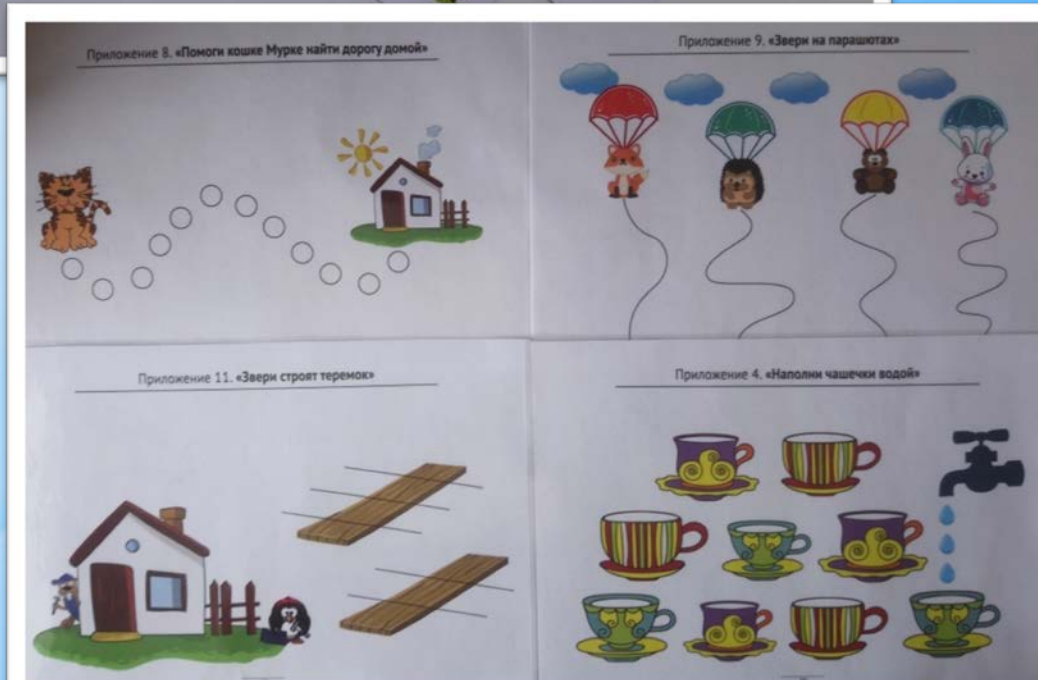 Приложение 8. «Помоги кошке Мурке найти дорогу домой»
Приложение 9. «Звери на парашютах»
Приложение 11. «Звери строят теремок»
Приложение 4. «Наполни чашечки водой»